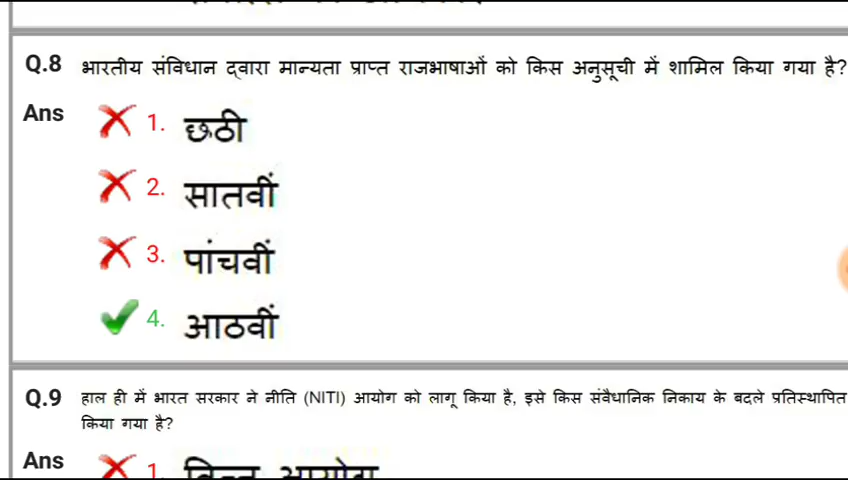 Q.8 भारतीय संविधान द्वारा मान्यता प्राप्त राजभाषाओं को किस अनुसूची में शामिल किया गया है?
Ans 1. छठी
2. सातवीं
3. पांचवीं
4. आठवीं
Q.9 हाल ही में भारत सरकार ने नीति (NITI) आयोग को लागू किया है, इसे किस संवैधानिक निकाय के बदले प्रतिस्थापित
किया गया है?
Ans 1. वित्त आयोग